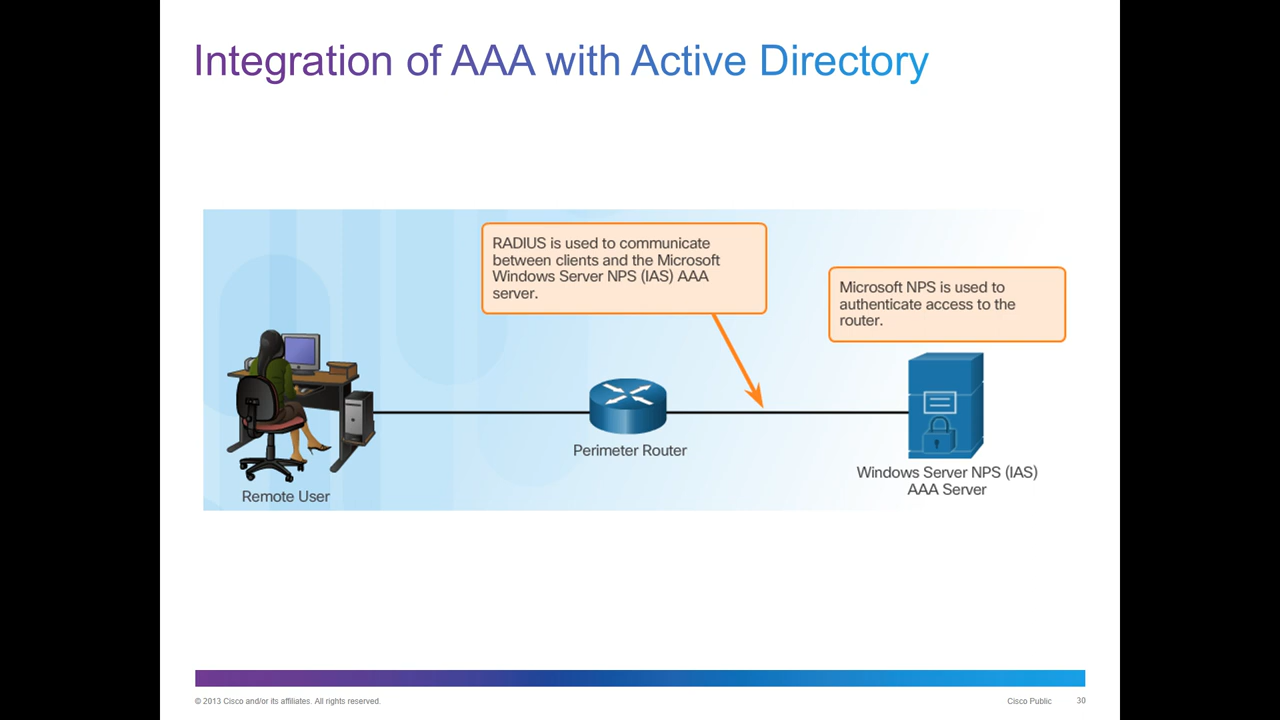 Integration of AAA with Active Directory
RADIUS is used to communicate
between clients and the Microsoft
Windows Server NPS (IAS) AAA
server.
Microsoft NPS is used to
authenticate access to the
router.
Perimeter Router
Windows Server NPS (IAS)
AAA Server
Remote User
© 2013 Cisco and/or its affiliates. All rights reserved.
Cisco Public
30